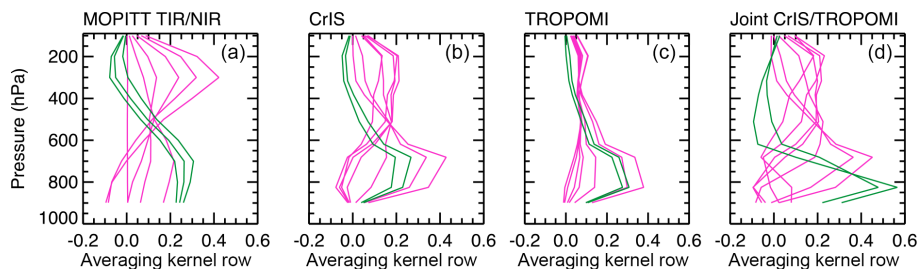 MOPITT TIR/NIR CrIS TROPOMI Joint CrIS/TROPOMI
(a) (b) (c) (d)
200
400
600
800
1000
Pressure (hPa)
-0.2 0.0 0.2 0.4 0.6 -0.2 0.0 0.2 0.4 0.6 -0.2 0.0 0.2 0.4 0.6 -0.2 0.0 0.2 0.4 0.6
Averaging kernel row Averaging kernel row Averaging kernel row Averaging kernel row